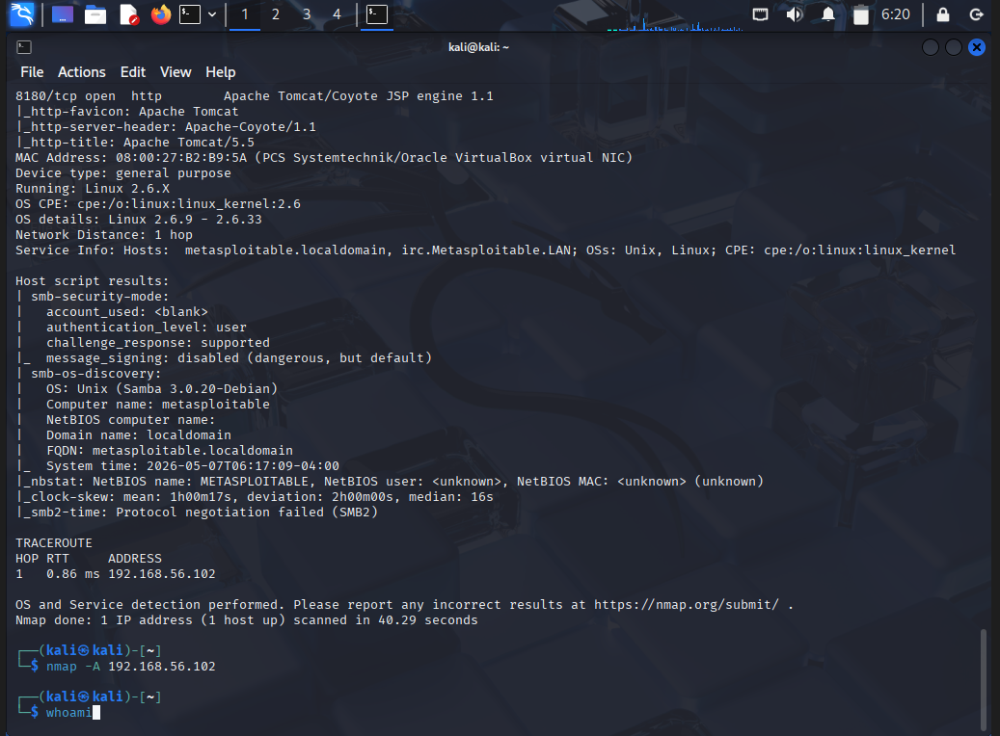 1 2 3 4 6:20
kali@kali: ~
File Actions Edit View Help
8180/tcp open  http        Apache Tomcat/Coyote JSP engine 1.1
|_http-favicon: Apache Tomcat
|_http-server-header: Apache-Coyote/1.1
|_http-title: Apache Tomcat/5.5
MAC Address: 08:00:27:B2:B9:5A (PCS Systemtechnik/Oracle VirtualBox virtual NIC)
Device type: general purpose
Running: Linux 2.6.X
OS CPE: cpe:/o:linux:linux_kernel:2.6
OS details: Linux 2.6.9 - 2.6.33
Network Distance: 1 hop
Service Info: Hosts:  metasploitable.localdomain, irc.Metasploitable.LAN; OSs: Unix, Linux; CPE: cpe:/o:linux:linux_kernel
Host script results:
| smb-security-mode:
|   account_used: <blank>
|   authentication_level: user
|   challenge_response: supported
|_  message_signing: disabled (dangerous, but default)
| smb-os-discovery:
|   OS: Unix (Samba 3.0.20-Debian)
|   Computer name: metasploitable
|   NetBIOS computer name:
|   Domain name: localdomain
|   FQDN: metasploitable.localdomain
|_  System time: 2026-05-07T06:17:09-04:00
|_nbstat: NetBIOS name: METASPLOITABLE, NetBIOS user: <unknown>, NetBIOS MAC: <unknown> (unknown)
|_clock-skew: mean: 1h00m17s, deviation: 2h00m00s, median: 16s
|_smb2-time: Protocol negotiation failed (SMB2)
TRACEROUTE
HOP RTT     ADDRESS
1   0.86 ms 192.168.56.102
OS and Service detection performed. Please report any incorrect results at https://nmap.org/submit/ .
Nmap done: 1 IP address (1 host up) scanned in 40.29 seconds
┌──(kali㉿kali)-[~]
└─$ nmap -A 192.168.56.102
┌──(kali㉿kali)-[~]
└─$ whoami